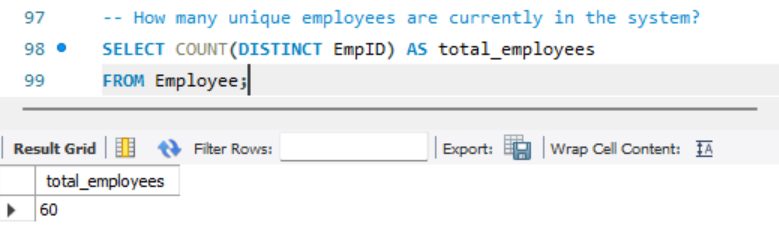 97 -- How many unique employees are currently in the system?
98 SELECT COUNT(DISTINCT EmpID) AS total_employees
99 FROM Employee;
Result Grid Filter Rows: Export: Wrap Cell Content: IA
total_employees
60